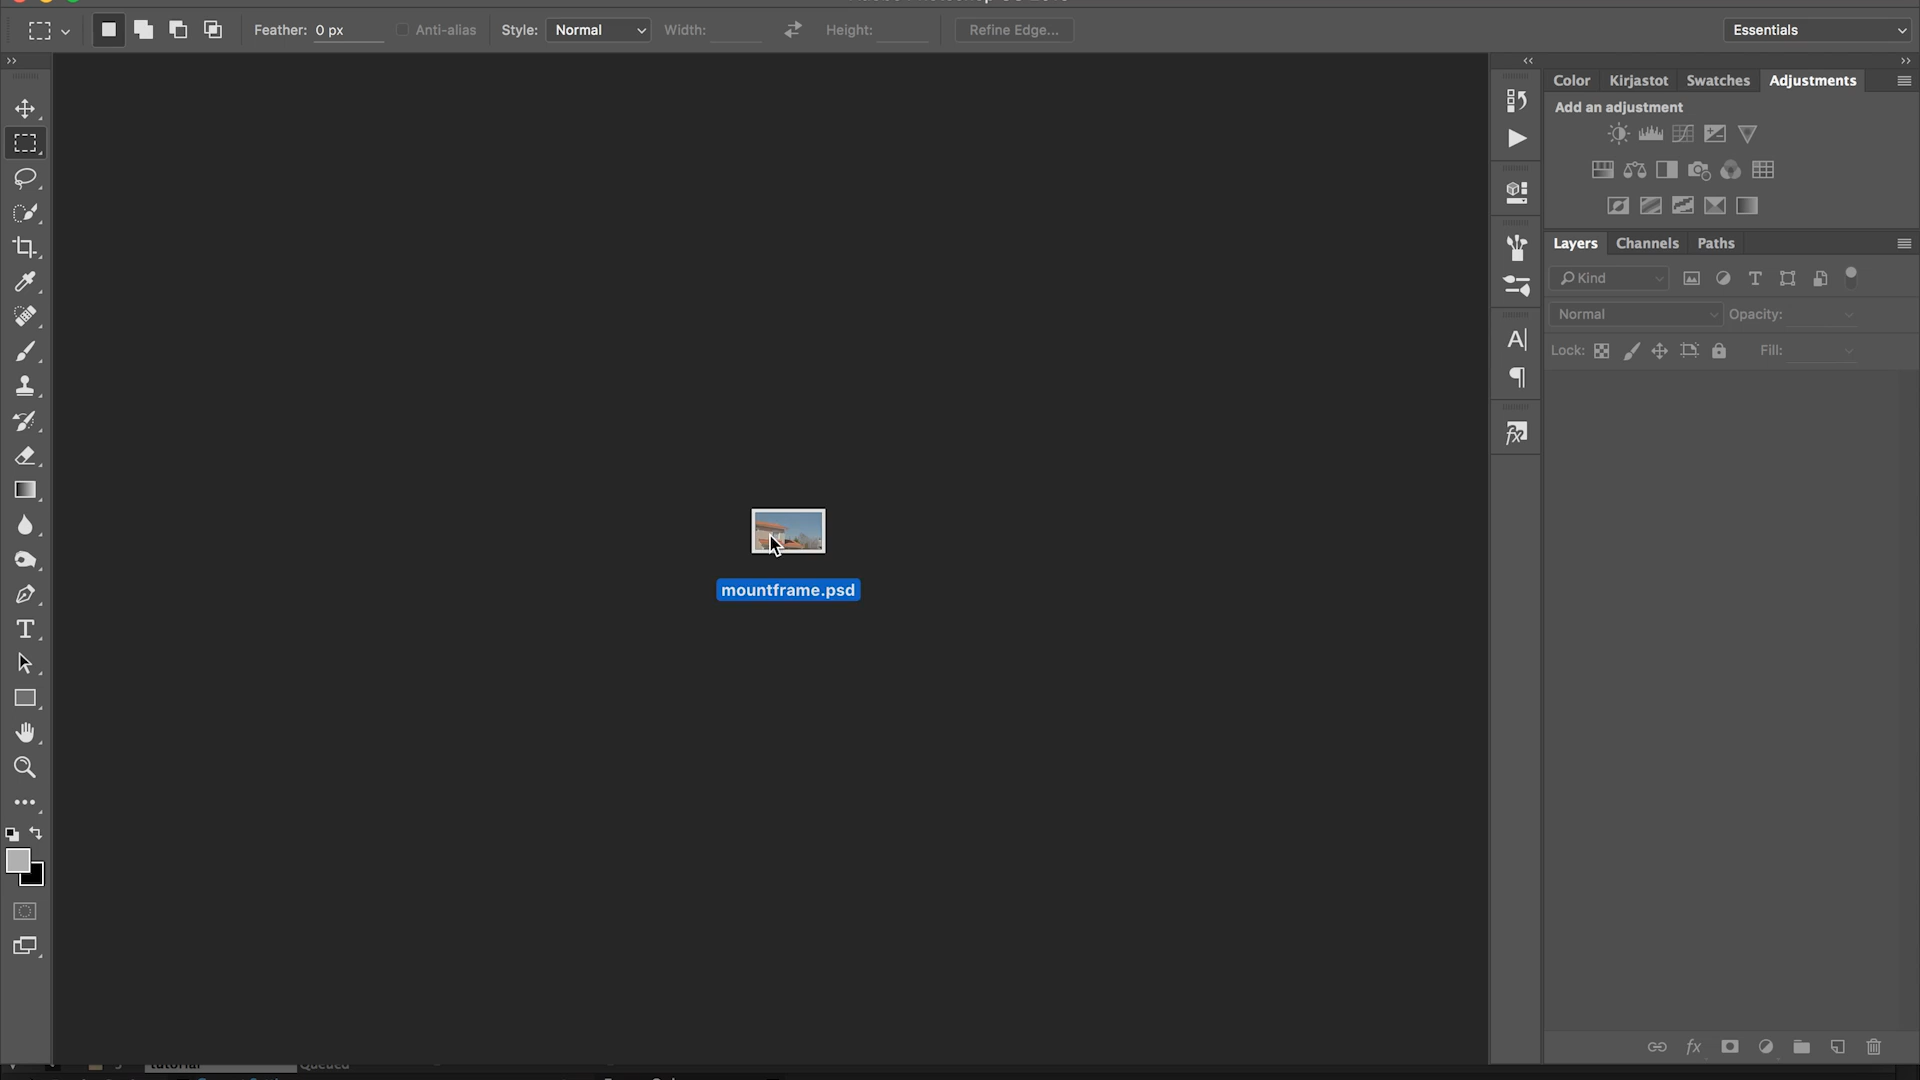 Feather: 0 px Anti-alias Style: Normal Width: Height: Refine Edge... Essentials
Color Kirjastot Swatches Adjustments
Add an adjustment
Layers Channels Paths
Kind
Normal Opacity:
Lock: Fill:
mountframe.psd